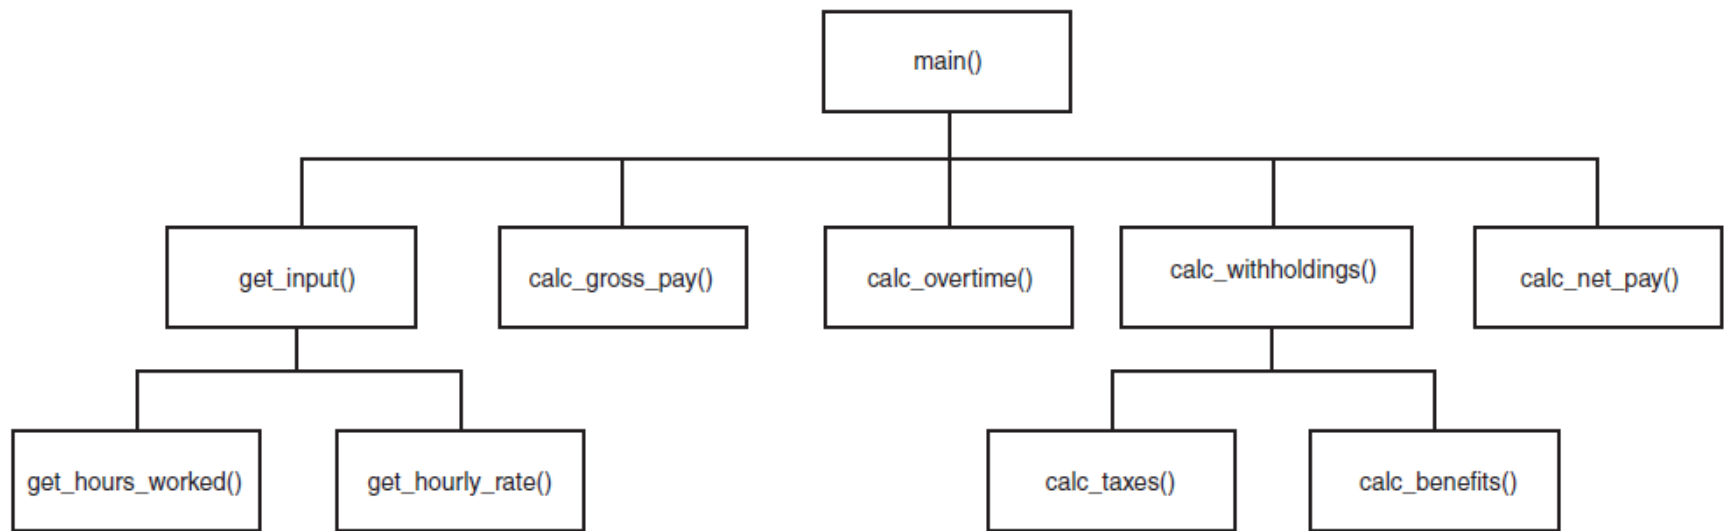 main()
get_input()
calc_gross_pay()
calc_overtime()
calc_withholdings()
calc_net_pay()
get_hours_worked()
get_hourly_rate()
calc_taxes()
calc_benefits()